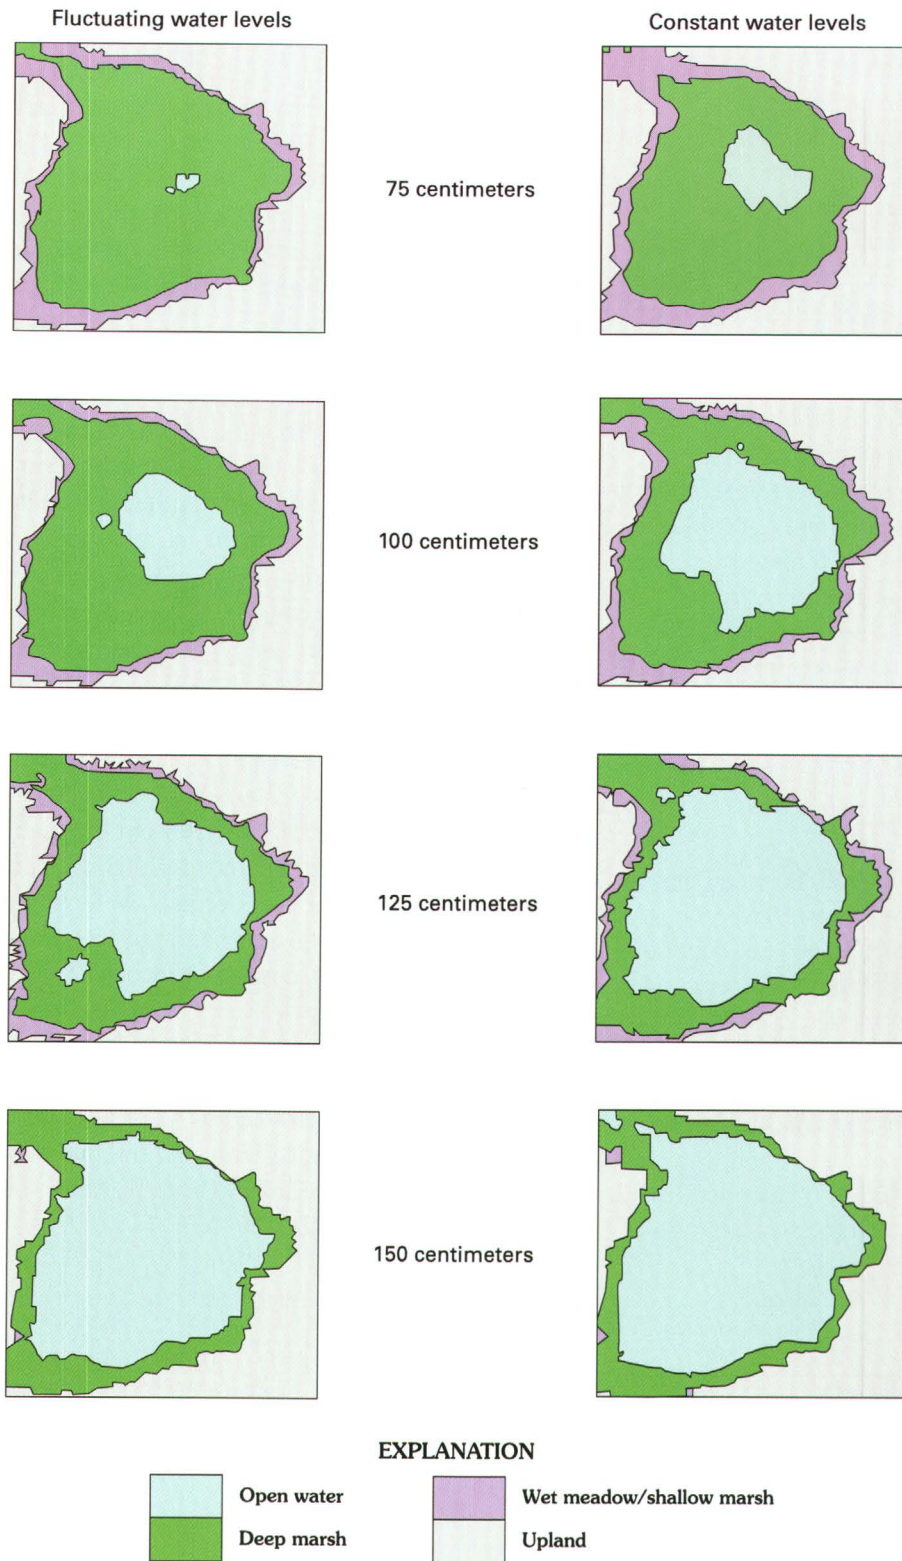 Fluctuating water levels
Constant water levels
75 centimeters
100 centimeters
125 centimeters
150 centimeters
EXPLANATION
Open water
Wet meadow/shallow marsh
Deep marsh
Upland